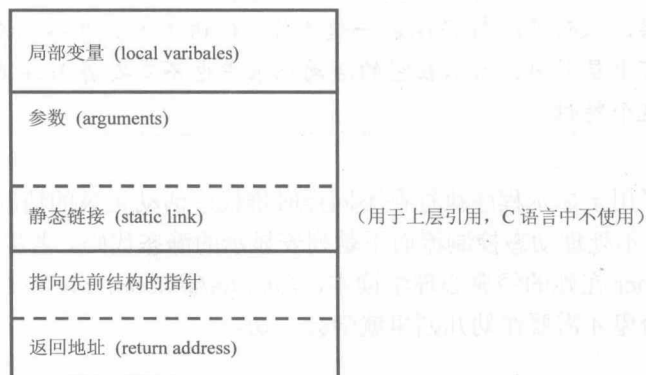 局部变量 (local varibales)
参数 (arguments)
静态链接 (static link)
(用于上层引用，C 语言中不使用)
指向先前结构的指针
返回地址 (return address)